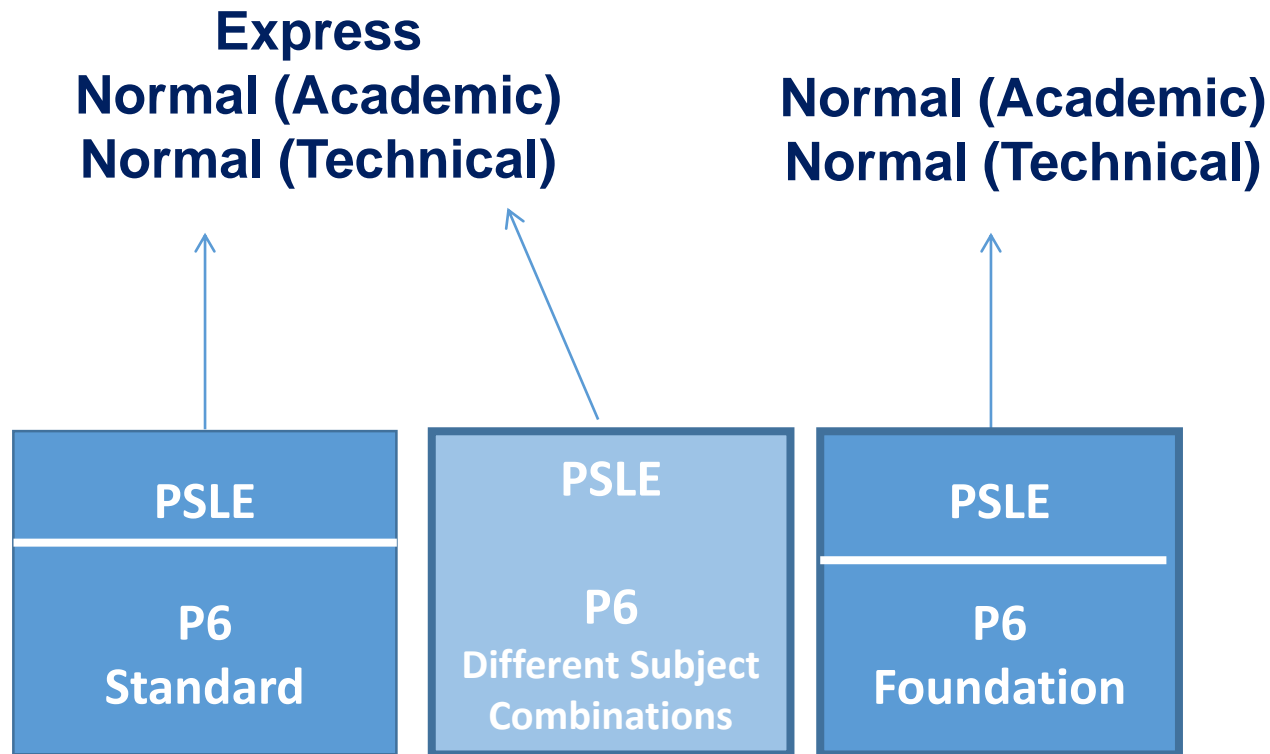 Express
Normal (Academic)
Normal (Technical)
Normal (Academic)
Normal (Technical)
PSLE
P6
Standard
PSLE
P6
Different Subject
Combinations
PSLE
P6
Foundation